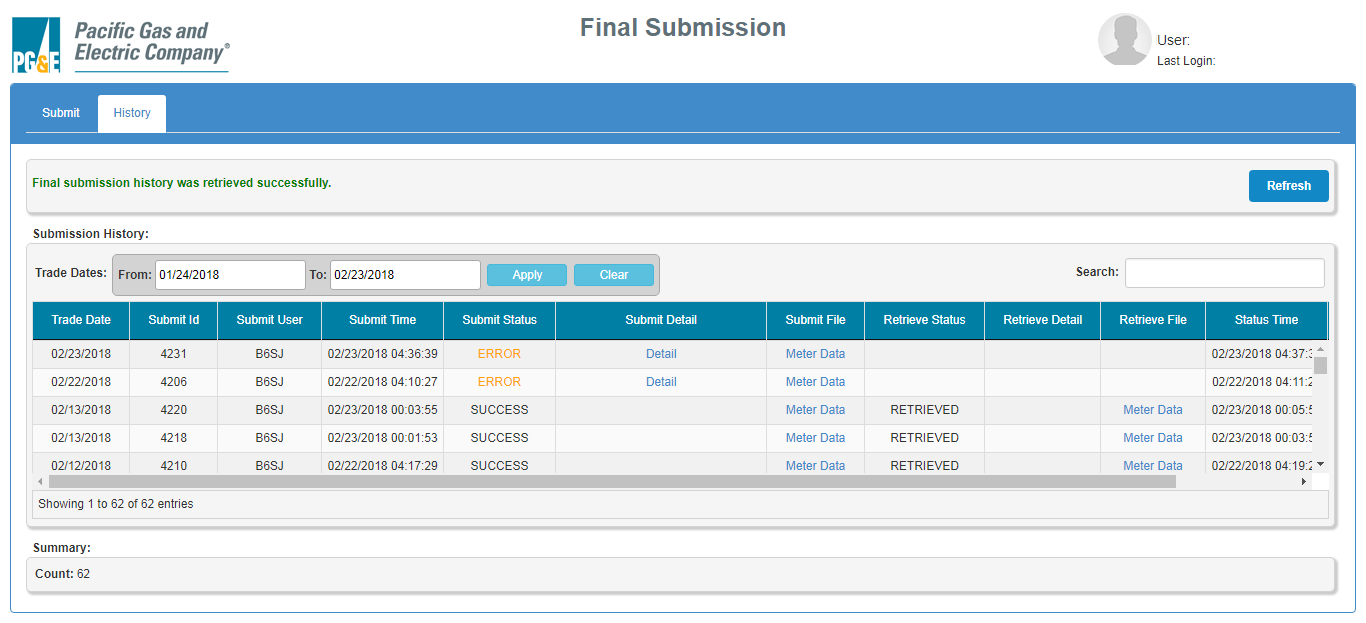 PG&E
Pacific Gas and
Electric Company®
Final Submission
User:
Last Login:
Submit History
Final submission history was retrieved successfully. Refresh
Submission History:
Trade Dates: From: 01/24/2018 To: 02/23/2018 Apply Clear Search:
Trade Date Submit Id Submit User Submit Time Submit Status Submit Detail Submit File Retrieve Status Retrieve Detail Retrieve File Status Time
02/23/2018 4231 B6SJ 02/23/2018 04:36:39 ERROR Detail Meter Data 02/23/2018 04:37:3
02/22/2018 4206 B6SJ 02/22/2018 04:10:27 ERROR Detail Meter Data 02/22/2018 04:11:2
02/13/2018 4220 B6SJ 02/23/2018 00:03:55 SUCCESS Meter Data RETRIEVED Meter Data 02/23/2018 00:05:5
02/13/2018 4218 B6SJ 02/23/2018 00:01:53 SUCCESS Meter Data RETRIEVED Meter Data 02/23/2018 00:03:5
02/12/2018 4210 B6SJ 02/22/2018 04:17:29 SUCCESS Meter Data RETRIEVED Meter Data 02/22/2018 04:19:2
Showing 1 to 62 of 62 entries
Summary:
Count: 62